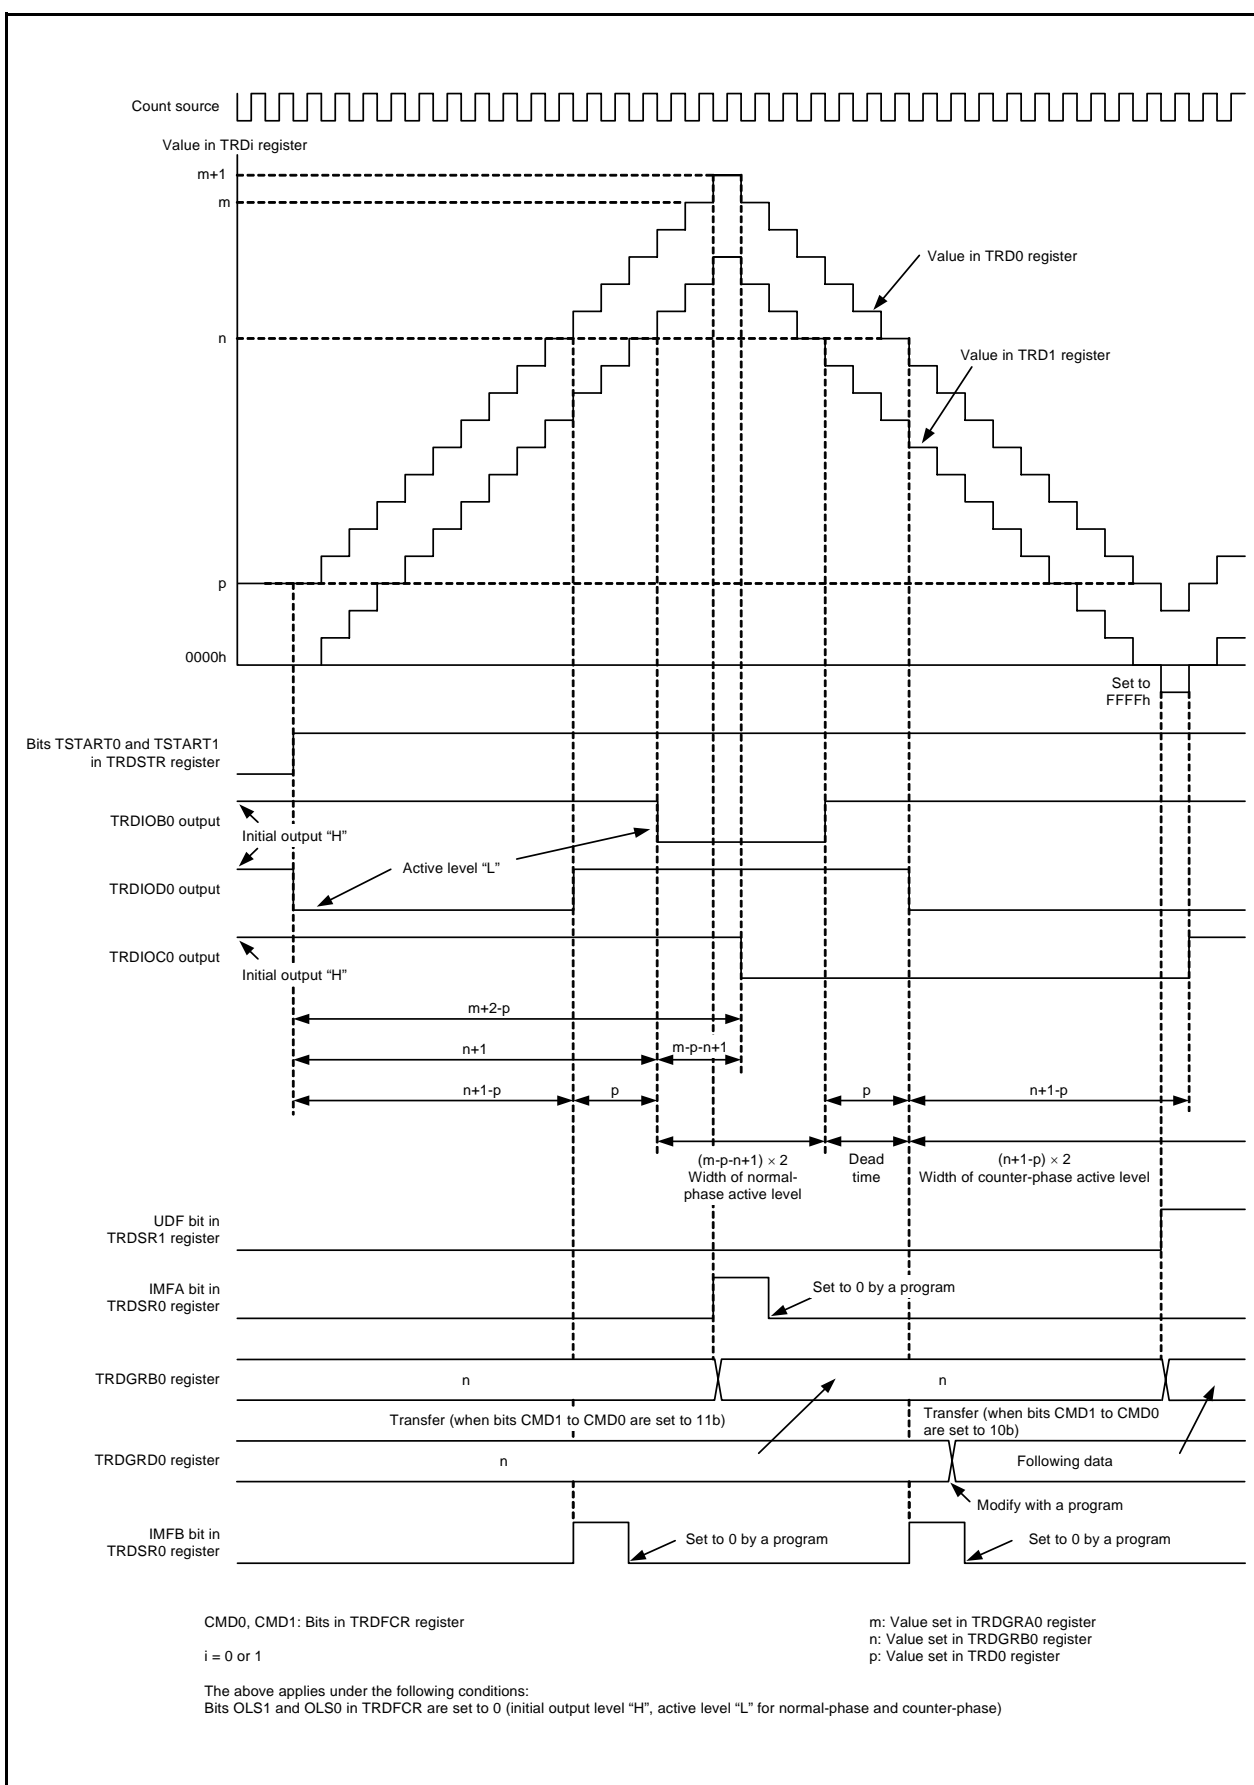 Count source
Value in TRDi register
m+1
m
Value in TRD0 register
n
Value in TRD1 register
p
0000h
Set to
FFFFh
Bits TSTART0 and TSTART1
in TRDSTR register
TRDIOB0 output
Initial output “H”
Active level “L”
TRDIOD0 output
TRDIOC0 output
Initial output “H”
m+2-p
n+1
m-p-n+1
n+1-p
p
p
n+1-p
(m-p-n+1) × 2
Width of normal-
phase active level
Dead
time
(n+1-p) × 2
Width of counter-phase active level
UDF bit in
TRDSR1 register
IMFA bit in
TRDSR0 register
Set to 0 by a program
TRDGRB0 register
n
n
Transfer (when bits CMD1 to CMD0 are set to 11b)
Transfer (when bits CMD1 to CMD0
are set to 10b)
TRDGRD0 register
n
Following data
Modify with a program
IMFB bit in
TRDSR0 register
Set to 0 by a program
Set to 0 by a program
CMD0, CMD1: Bits in TRDFCR register
i = 0 or 1
m: Value set in TRDGRA0 register
n: Value set in TRDGRB0 register
p: Value set in TRD0 register
The above applies under the following conditions:
Bits OLS1 and OLS0 in TRDFCR are set to 0 (initial output level “H”, active level “L” for normal-phase and counter-phase)